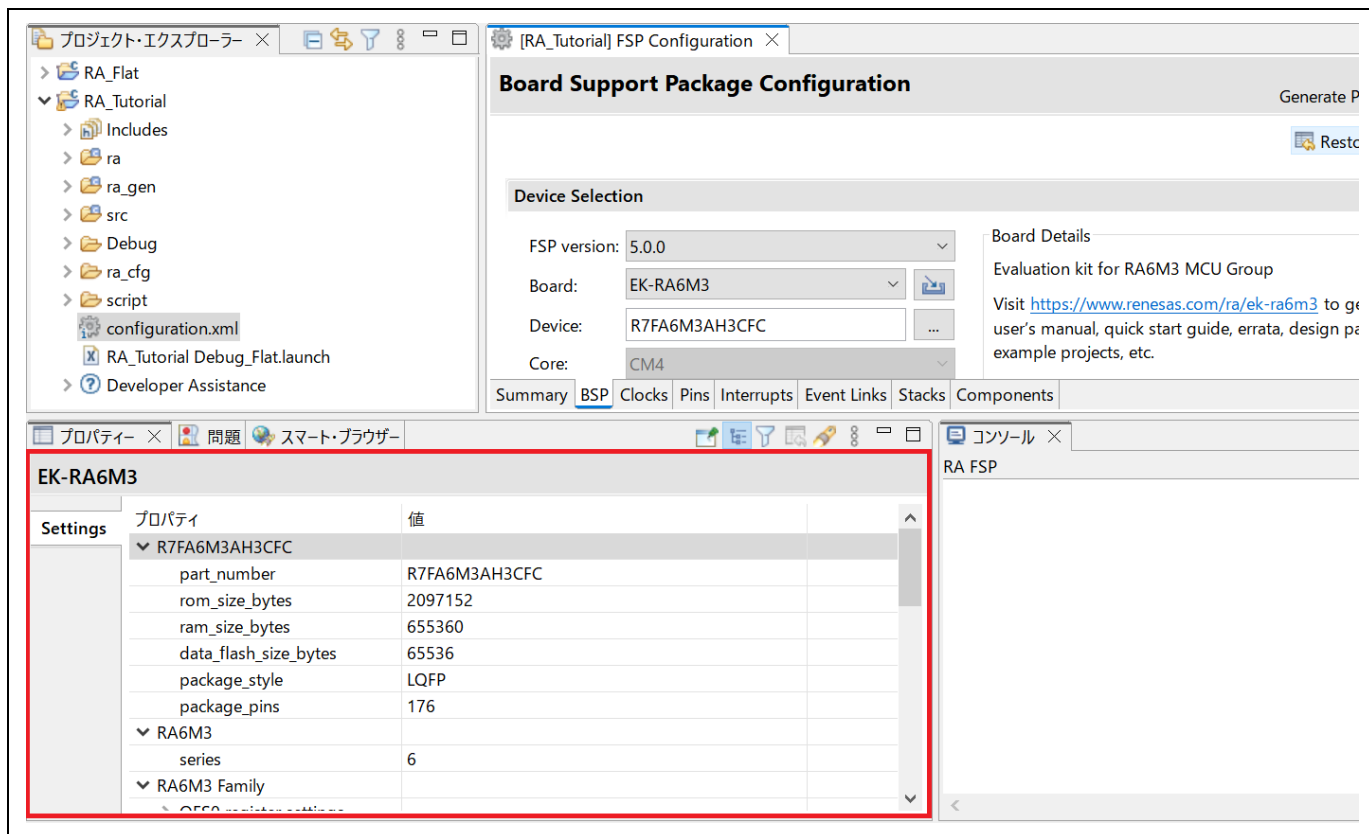 プロジェクト・エクスプローラー
RA_Flat
RA_Tutorial
Includes
ra
ra_gen
src
Debug
ra_cfg
script
configuration.xml
RA_Tutorial Debug_Flat.launch
Developer Assistance
[RA_Tutorial] FSP Configuration
Board Support Package Configuration
Generate P
Resto
Device Selection
FSP version: 5.0.0
Board: EK-RA6M3
Device: R7FA6M3AH3CFC ...
Core: CM4
Board Details
Evaluation kit for RA6M3 MCU Group
Visit https://www.renesas.com/ra/ek-ra6m3 to ge
user's manual, quick start guide, errata, design pa
example projects, etc.
Summary BSP Clocks Pins Interrupts Event Links Stacks Components
プロパティー 問題 スマート・ブラウザー
EK-RA6M3
Settings
プロパティ 値
R7FA6M3AH3CFC
part_number R7FA6M3AH3CFC
rom_size_bytes 2097152
ram_size_bytes 655360
data_flash_size_bytes 65536
package_style LQFP
package_pins 176
RA6M3
series 6
RA6M3 Family
コンソール
RA FSP